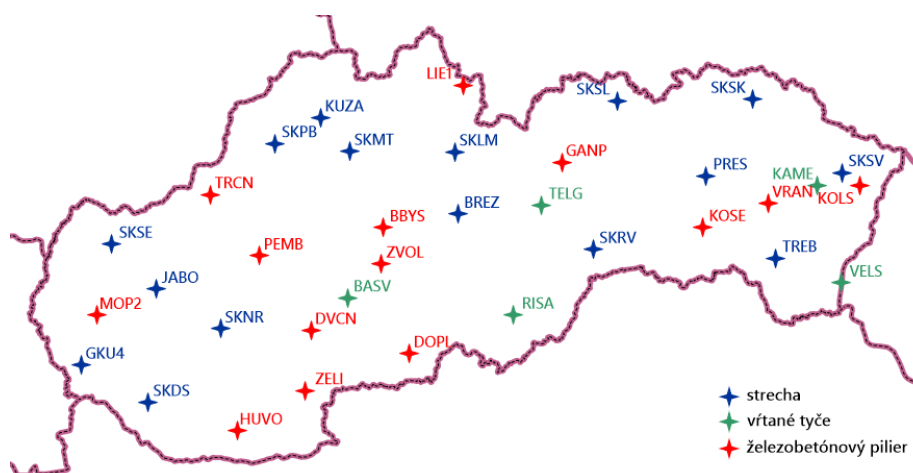 LIE1
SKSL
SKSK
KUZA
SKPB
SKMT
SKLM
GANP
PRES
KAME
SKSV
TRCN
TELG
VRAN
KOLS
BREZ
BBYS
KOSE
SKSE
PEMB
ZVOL
SKRV
TREB
JABO
BASV
VELS
MOP2
RISA
SKNR
DVCN
DOPL
GKU4
ZELI
SKDS
HUVO
strecha
vŕtané tyče
železobetónový pilier